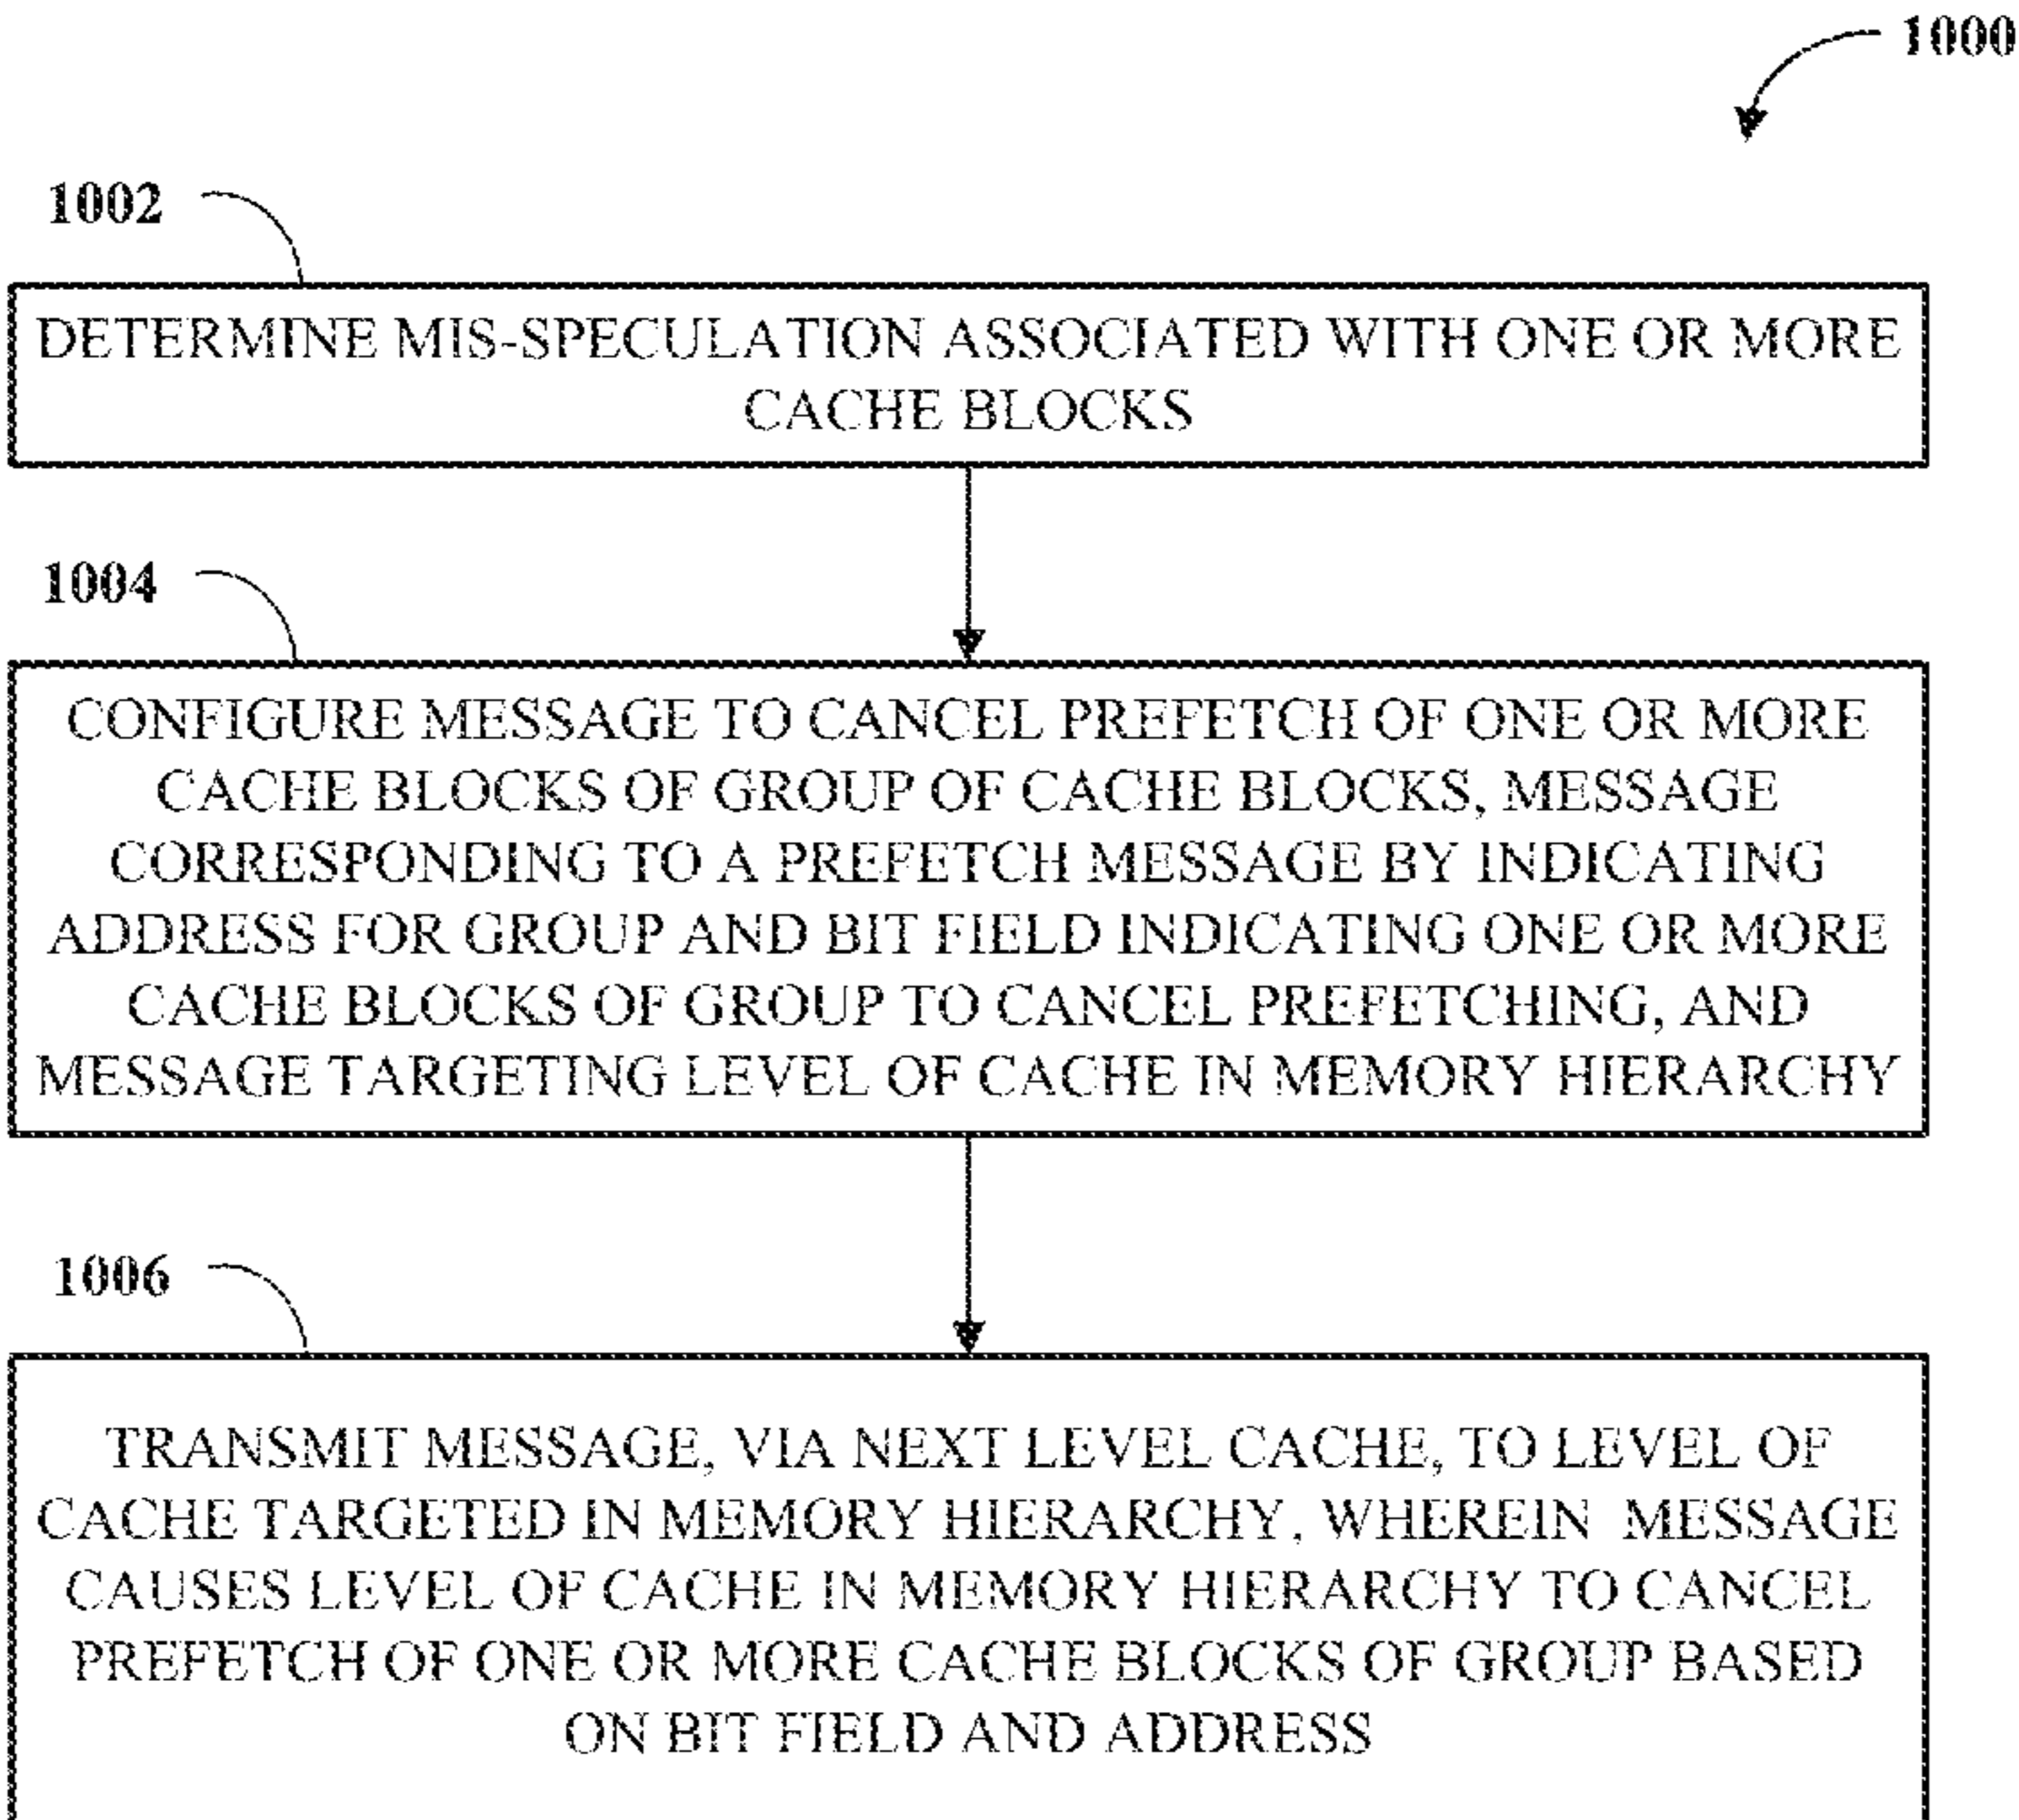 1000
1002
DETERMINE MIS-SPECULATION ASSOCIATED WITH ONE OR MORE
CACHE BLOCKS
1004
CONFIGURE MESSAGE TO CANCEL PREFETCH OF ONE OR MORE
CACHE BLOCKS OF GROUP OF CACHE BLOCKS, MESSAGE
CORRESPONDING TO A PREFETCH MESSAGE BY INDICATING
ADDRESS FOR GROUP AND BIT FIELD INDICATING ONE OR MORE
CACHE BLOCKS OF GROUP TO CANCEL PREFETCHING, AND
MESSAGE TARGETING LEVEL OF CACHE IN MEMORY HIERARCHY
1006
TRANSMIT MESSAGE, VIA NEXT LEVEL CACHE, TO LEVEL OF
CACHE TARGETED IN MEMORY HIERARCHY, WHEREIN MESSAGE
CAUSES LEVEL OF CACHE IN MEMORY HIERARCHY TO CANCEL
PREFETCH OF ONE OR MORE CACHE BLOCKS OF GROUP BASED
ON BIT FIELD AND ADDRESS